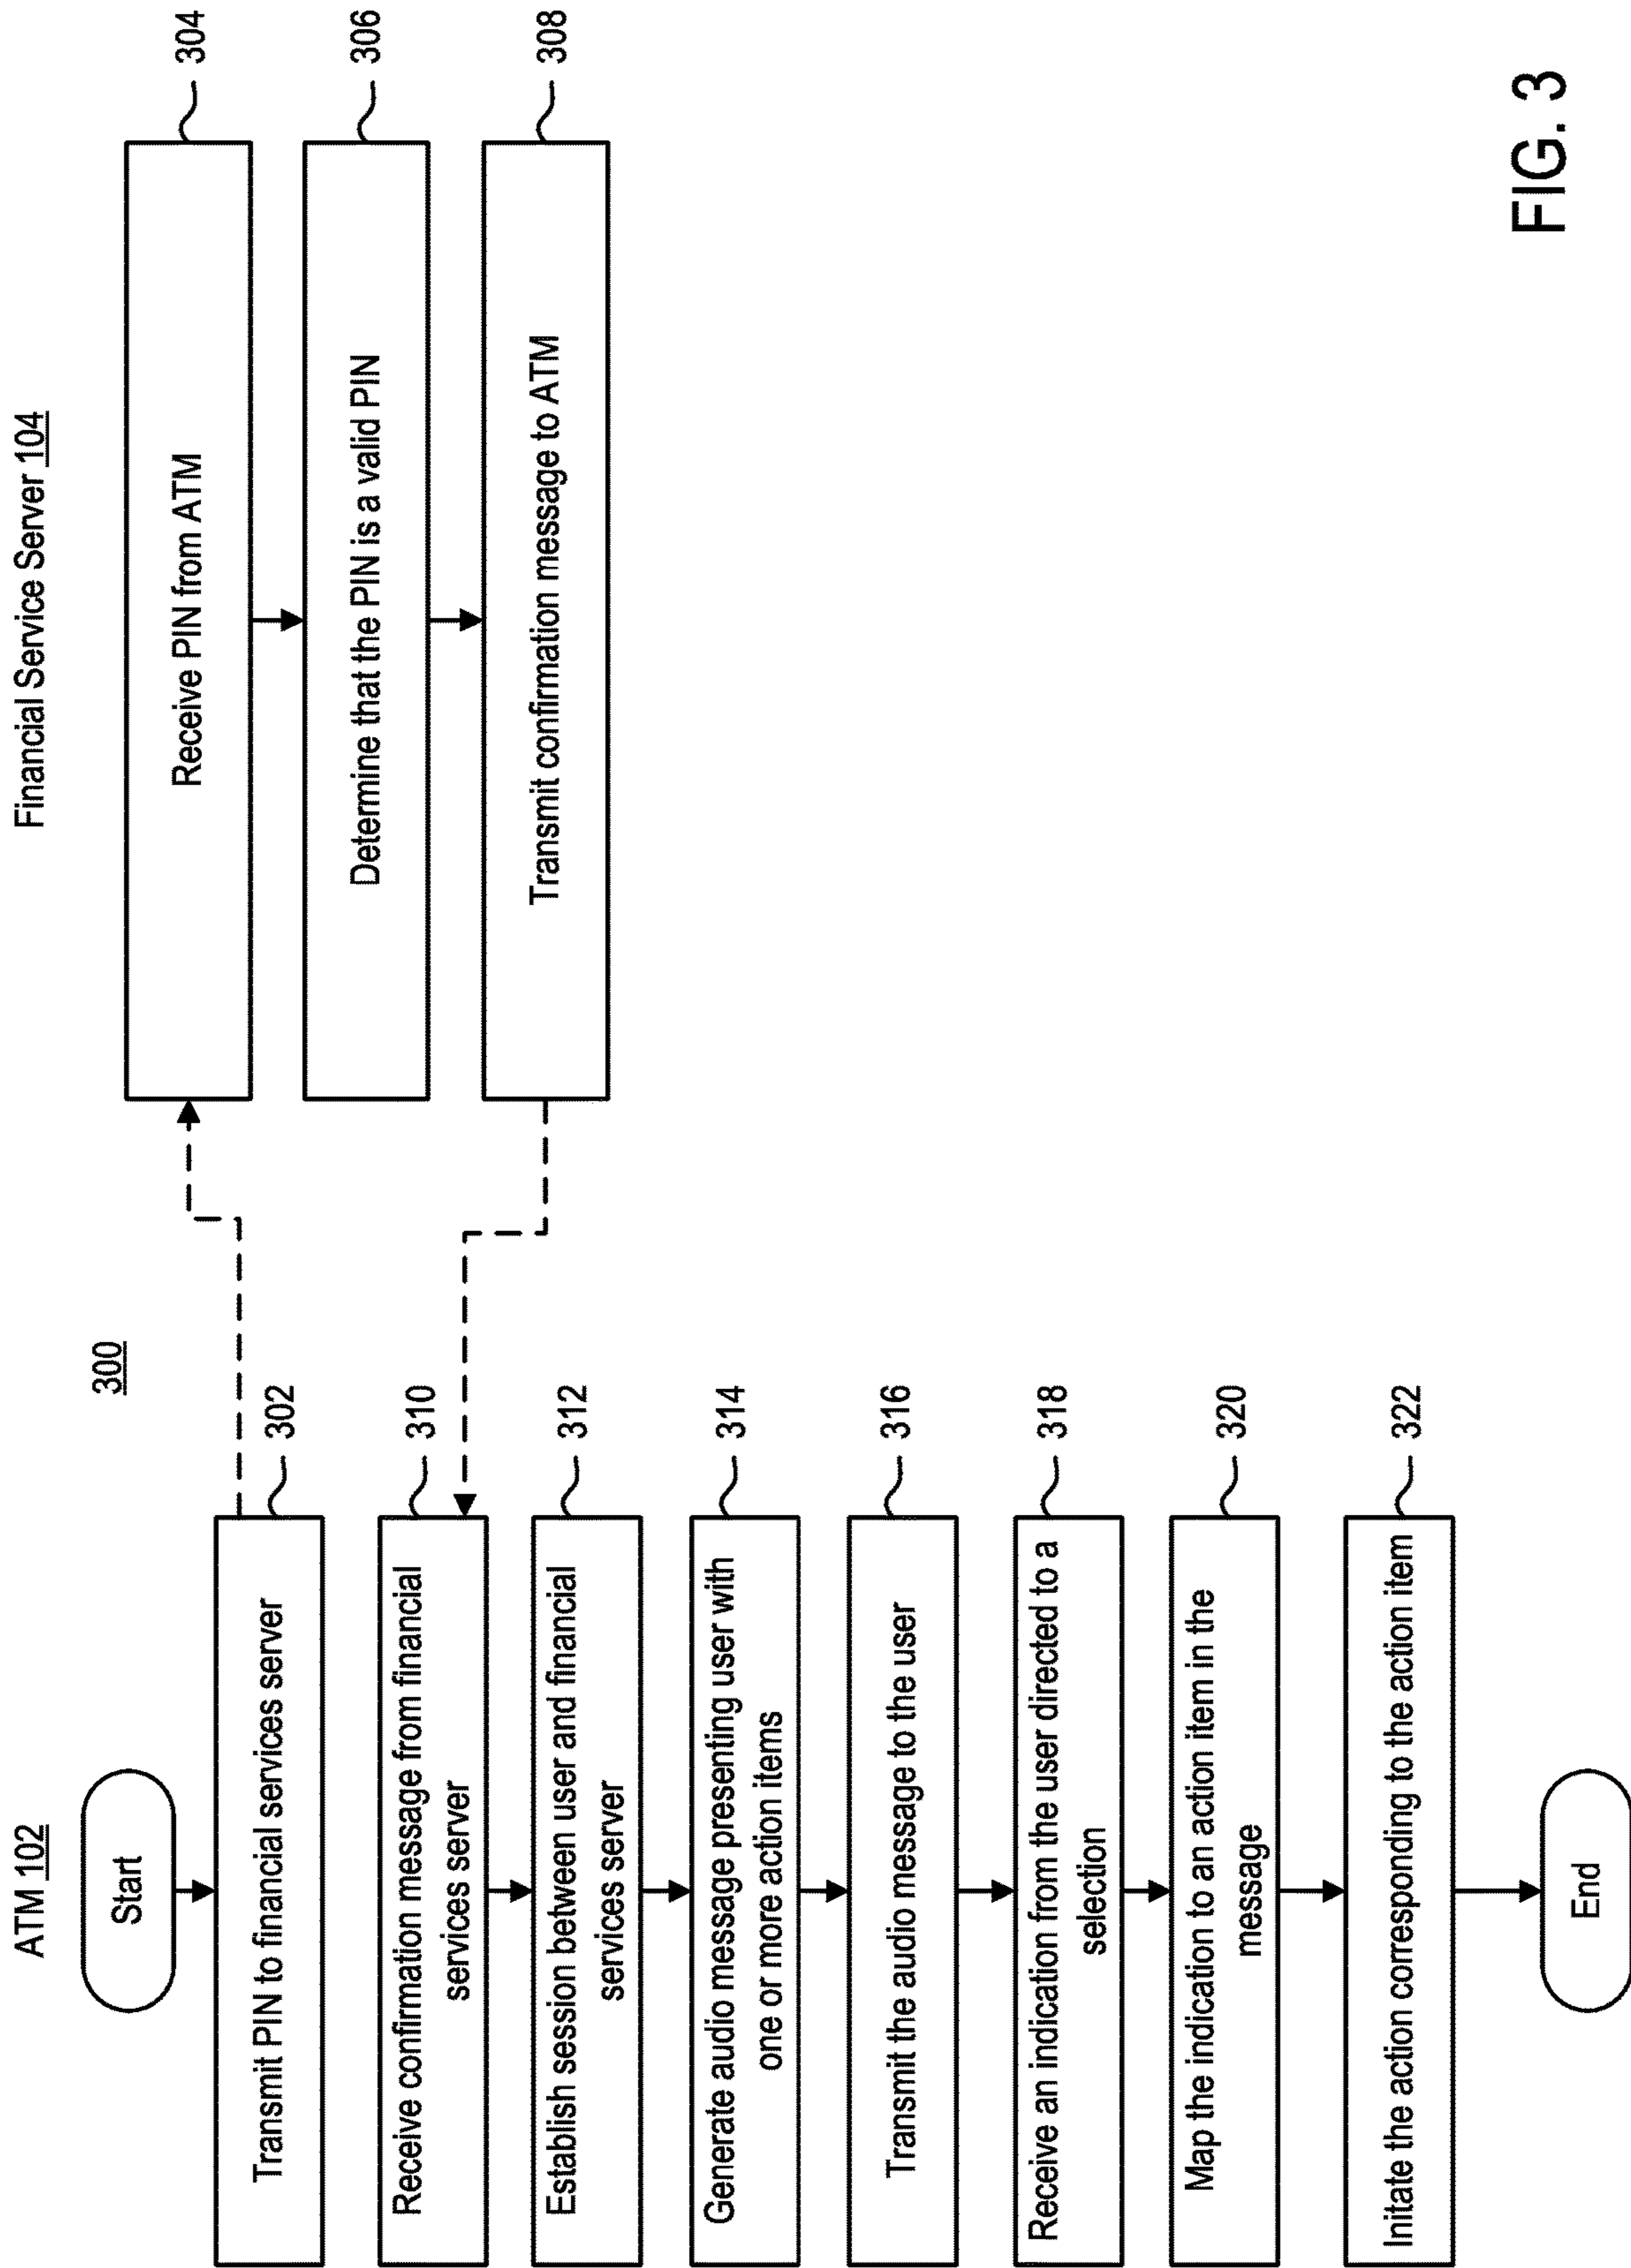 ATM 102
Financial Service Server 104
300
Start
Transmit PIN to financial services server
302
Receive PIN from ATM
304
Determine that the PIN is a valid PIN
306
Transmit confirmation message to ATM
308
Receive confirmation message from financial
services server
310
Establish session between user and financial
services server
312
Generate audio message presenting user with
one or more action items
314
Transmit the audio message to the user
316
Receive an indication from the user directed to a
selection
318
Map the indication to an action item in the
message
320
Initate the action corresponding to the action item
322
End
FIG. 3